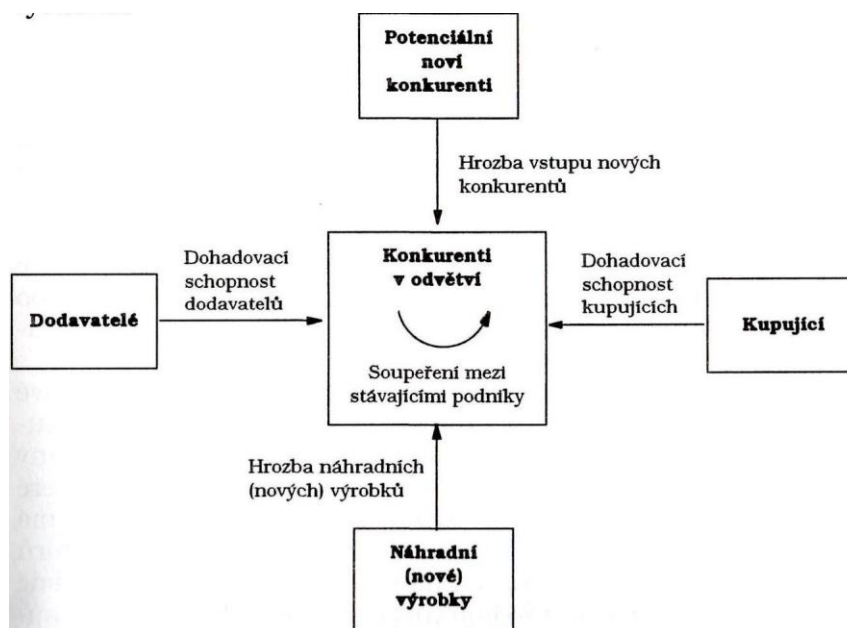 Potenciální
noví
konkurenti
Hrozba vstupu nových
konkurentů
Dohadovací
schopnost
dodavatelů
Konkurenti
v odvětví
Dohadovací
schopnost
kupujících
Dodavatelé
Kupující
Soupeření mezi
stávajícími podniky
Hrozba náhradních
(nových) výrobků
Náhradní
(nové)
výrobky